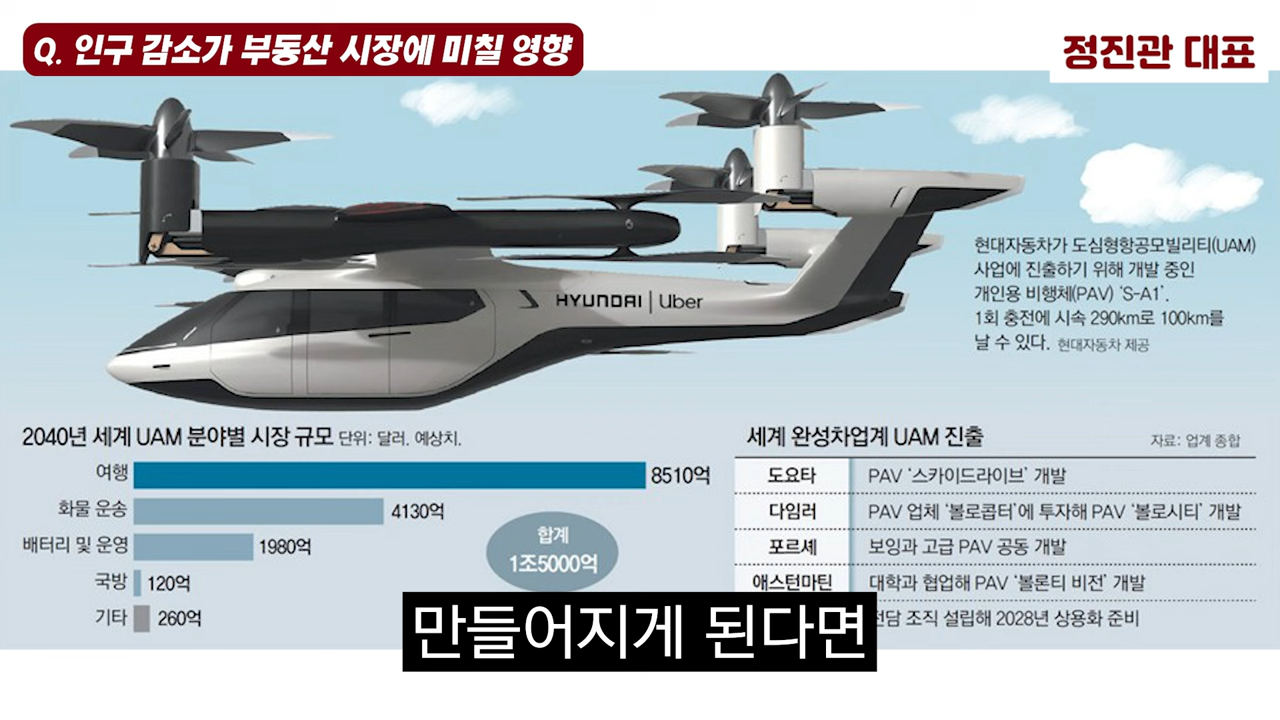 Q. 인구 감소가 부동산 시장에 미칠 영향
정진관 대표
HYUNDAI | Uber
현대자동차가 도심형항공모빌리티(UAM)
사업에 진출하기 위해 개발 중인
개인용 비행체(PAV) ‘S-A1’.
1회 충전에 시속 290km로 100km를
날 수 있다. 현대자동차 제공
2040년 세계 UAM 분야별 시장 규모 단위: 달러. 예상치.
여행 8510억
화물 운송 4130억
배터리 및 운영 1980억
국방 120억
기타 260억
합계
1조5000억
세계 완성차업계 UAM 진출 자료: 업계 종합
도요타 PAV ‘스카이드라이브’ 개발
다임러 PAV 업체 ‘볼로콥터’에 투자해 PAV ‘볼로시티’ 개발
포르셰 보잉과 고급 PAV 공동 개발
애스턴마틴 대학과 협업해 PAV ‘볼론티 비전’ 개발
전담 조직 설립해 2028년 상용화 준비
만들어지게 된다면